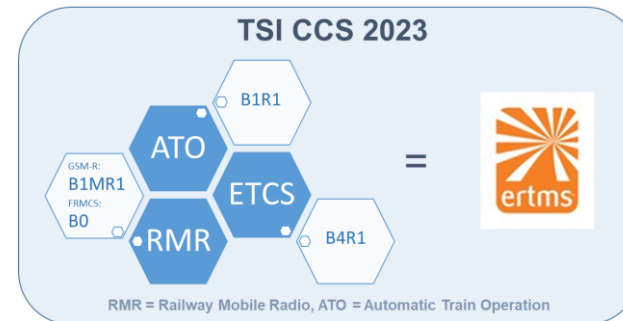 TSI CCS 2023
B1R1
ATO
GSM-R:
B1MR1
FRMCS:
B0
ETCS
=
ertms
RMR
B4R1
RMR = Railway Mobile Radio, ATO = Automatic Train Operation